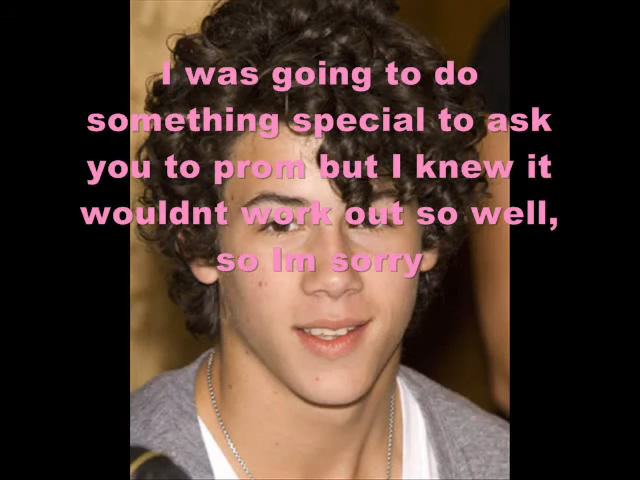 I was going to do
something special to ask
you to prom but I knew it
wouldnt work out so well,
so Im sorry